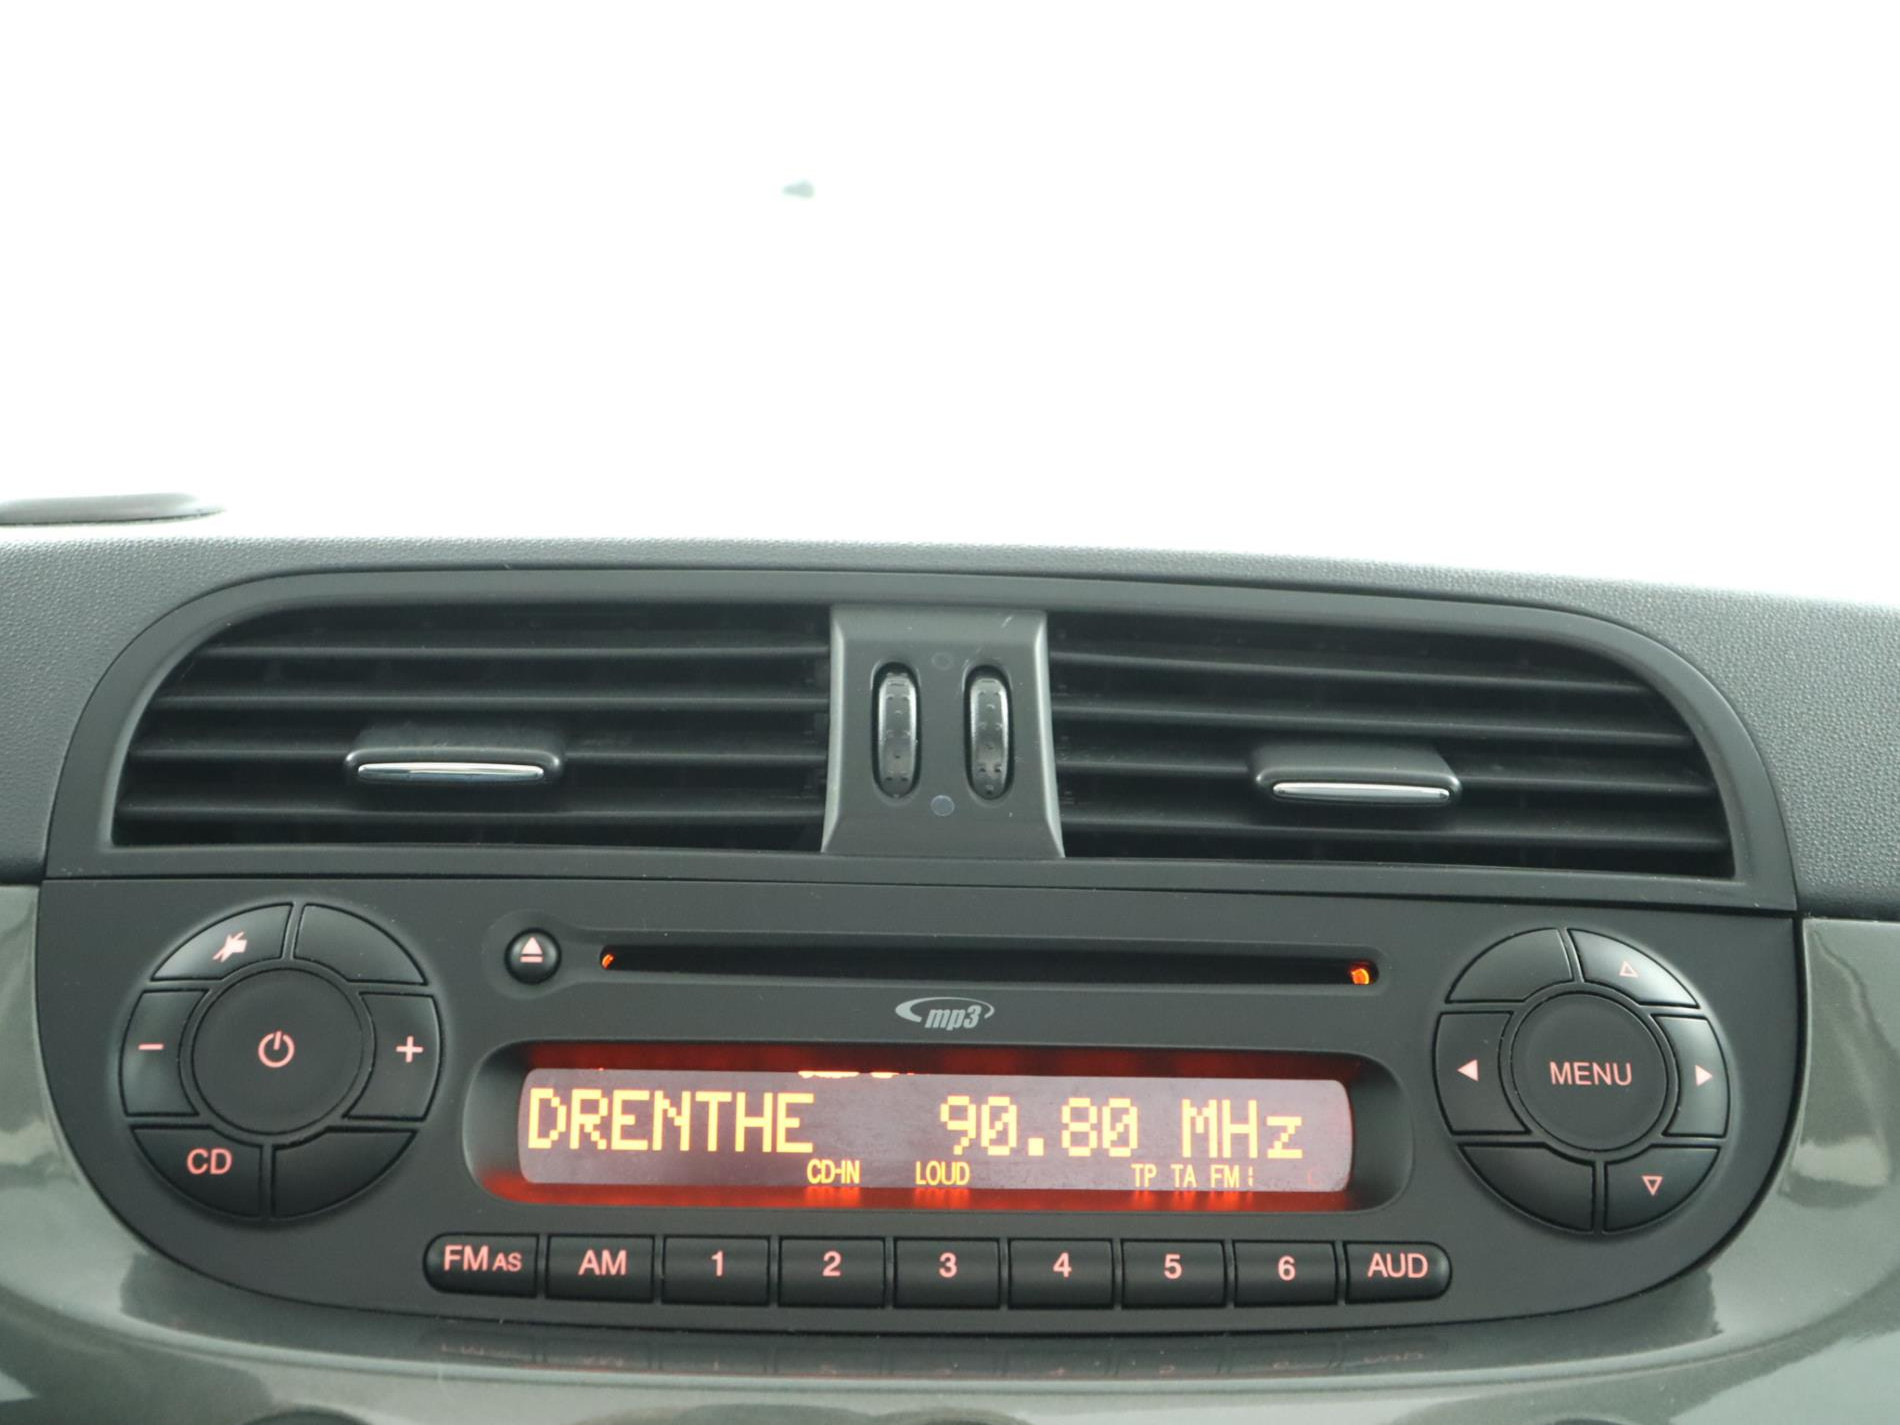 mp3
MENU
DRENTHE 90.80 MHz
CD-IN LOUD TP TA FM
CD
FM AS AM 1 2 3 4 5 6 AUD